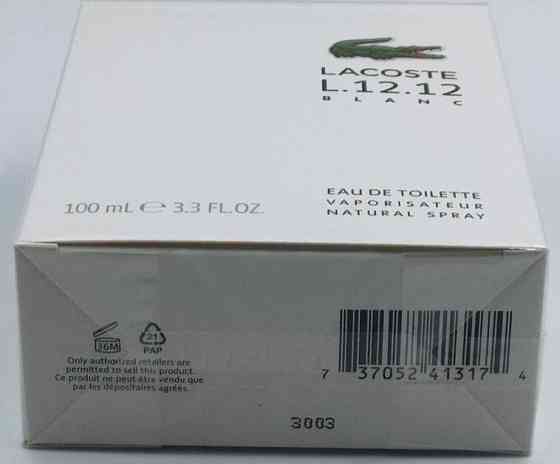 LACOSTE
L.12.12
BLANC
100 mL ℮ 3.3 FL.OZ.
EAU DE TOILETTE
VAPORISATEUR
NATURAL SPRAY
36M
21
PAP
Only authorized retailers are
permitted to sell this product.
Ce produit ne peut être vendu que
par les dépositaires agréés.
7 37052 41317 4
3003